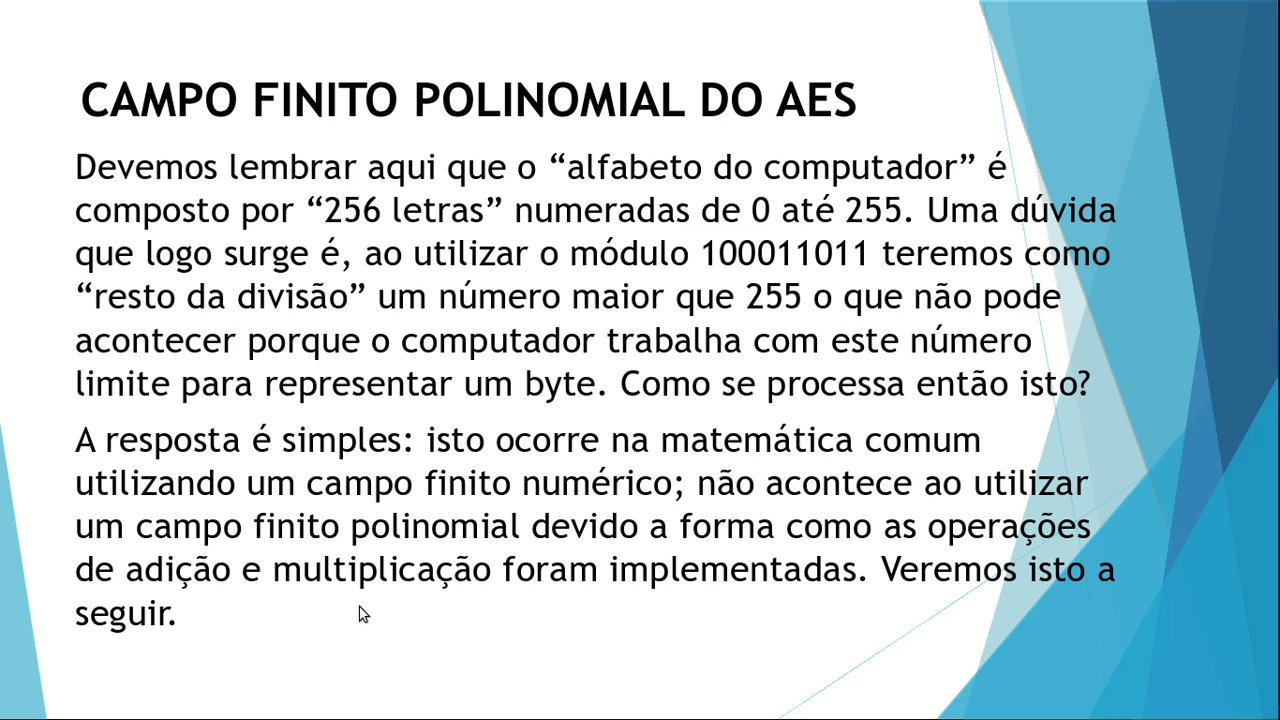 CAMPO FINITO POLINOMIAL DO AES
Devemos lembrar aqui que o “alfabeto do computador” é
composto por “256 letras” numeradas de 0 até 255. Uma dúvida
que logo surge é, ao utilizar o módulo 100011011 teremos como
“resto da divisão” um número maior que 255 o que não pode
acontecer porque o computador trabalha com este número
limite para representar um byte. Como se processa então isto?
A resposta é simples: isto ocorre na matemática comum
utilizando um campo finito numérico; não acontece ao utilizar
um campo finito polinomial devido a forma como as operações
de adição e multiplicação foram implementadas. Veremos isto a
seguir.